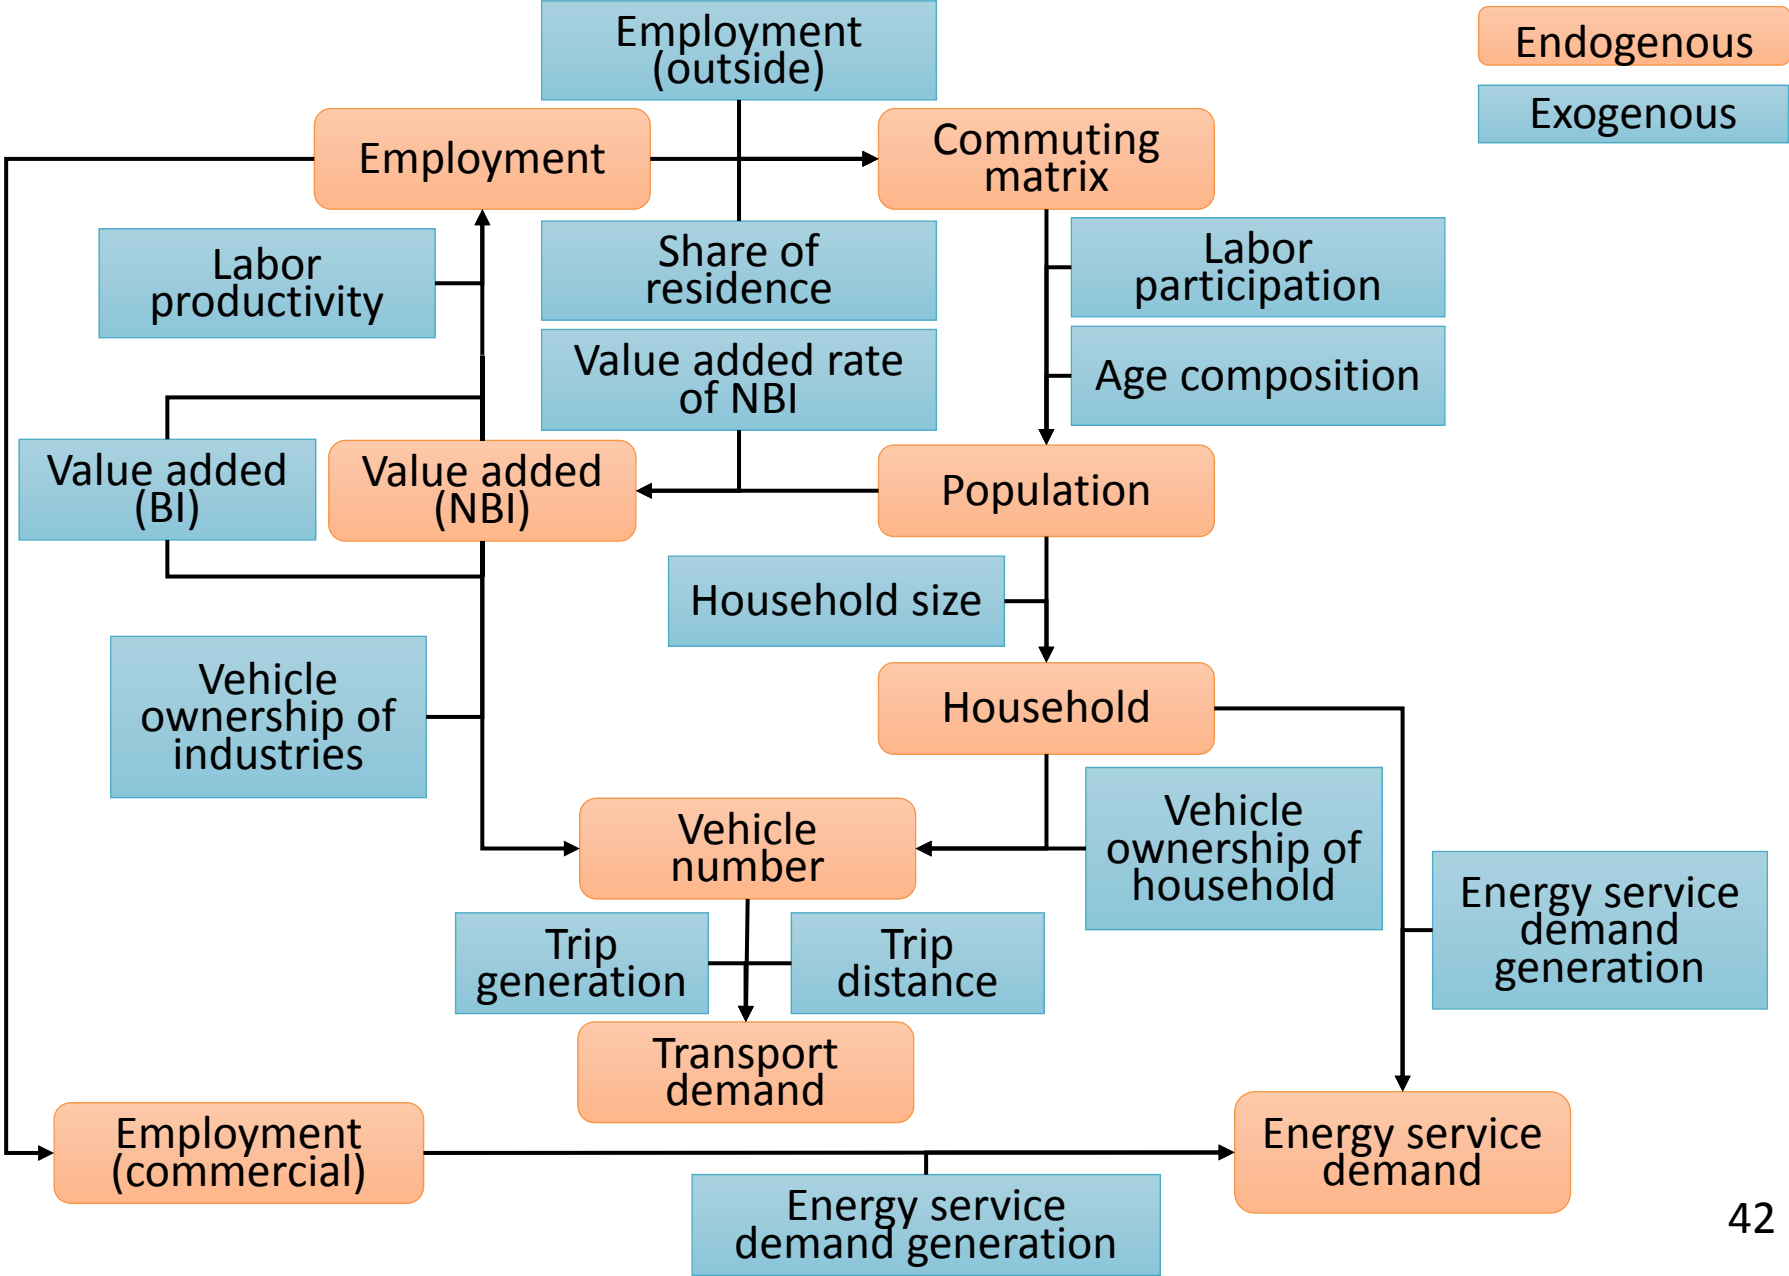 Employment
(outside)
Endogenous
Exogenous
Employment
Commuting
matrix
Labor
productivity
Share of
residence
Labor
participation
Value added rate
of NBI
Age composition
Value added
(BI)
Value added
(NBI)
Population
Household size
Vehicle
ownership of
industries
Household
Vehicle
number
Vehicle
ownership of
household
Energy service
demand
generation
Trip
generation
Trip
distance
Transport
demand
Employment
(commercial)
Energy service
demand
Energy service
demand generation
42